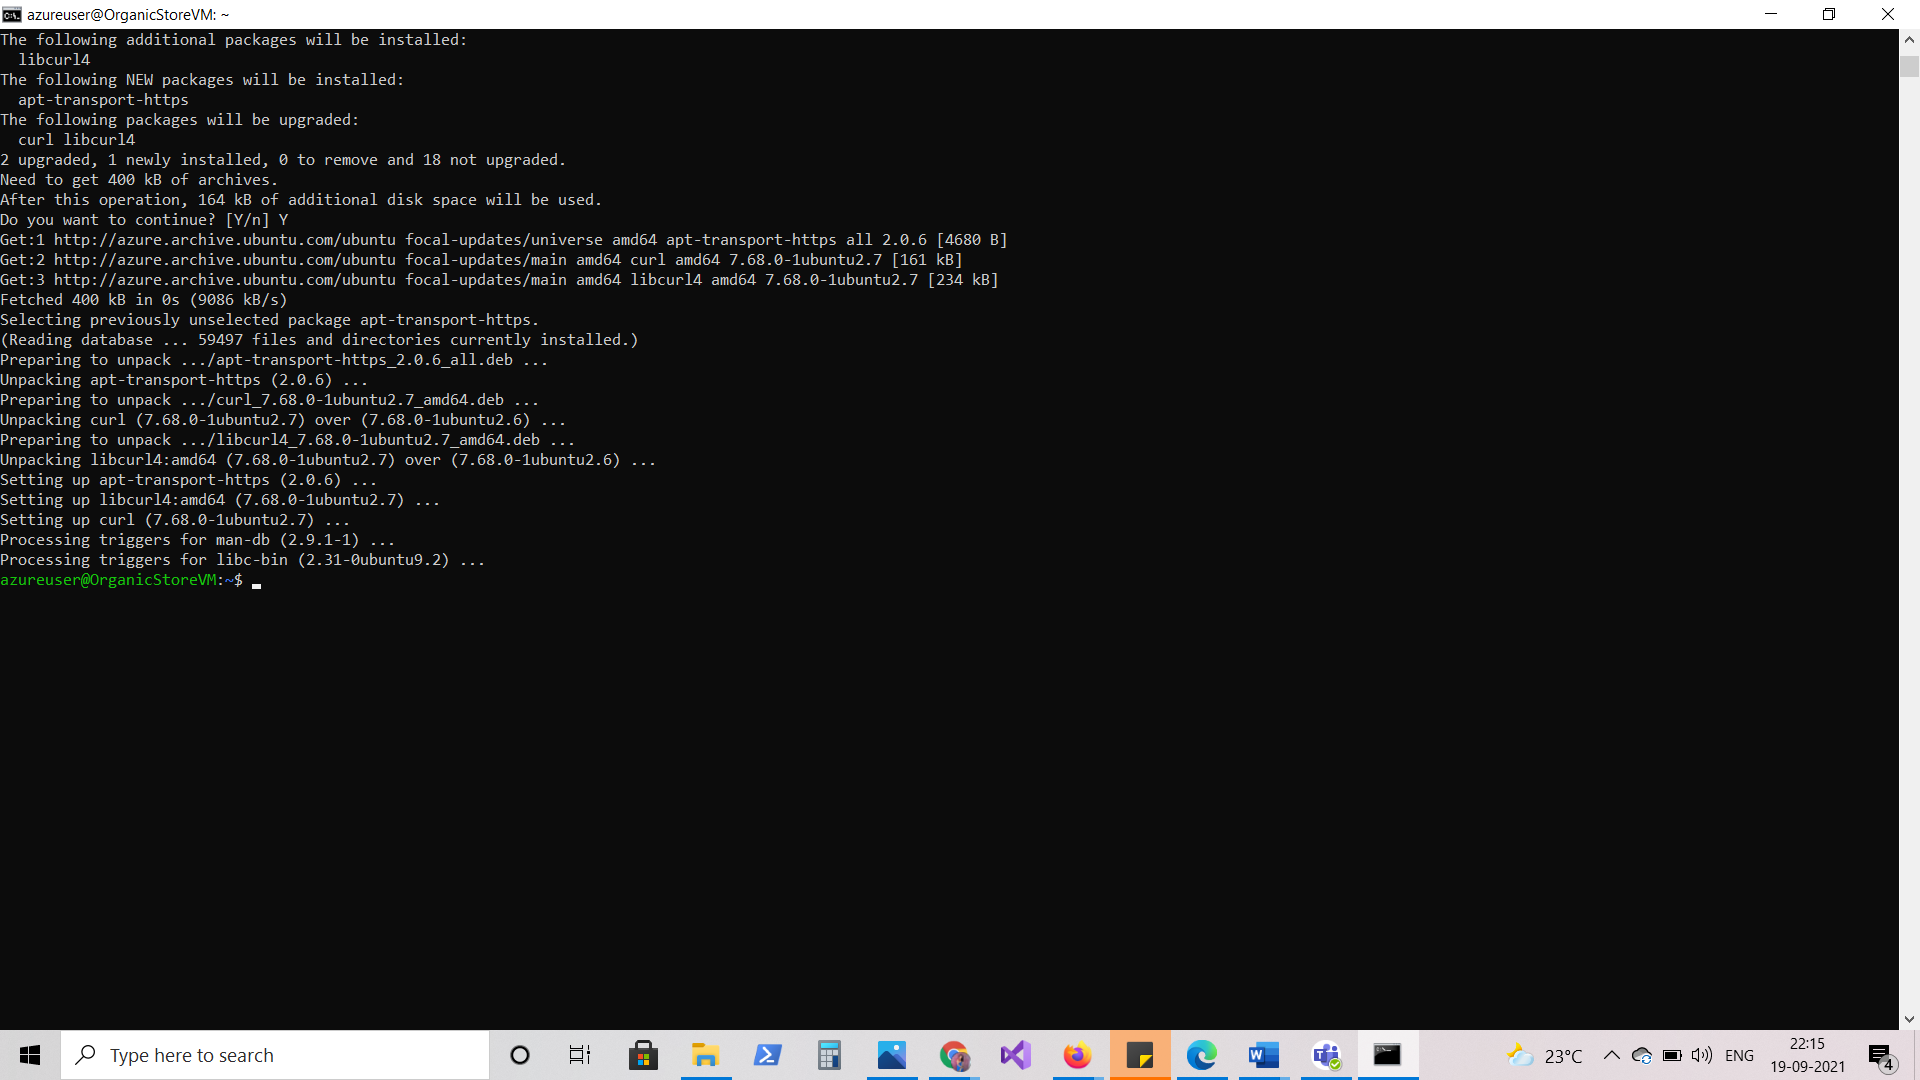 azureuser@OrganicStoreVM: ~
The following additional packages will be installed:
  libcurl4
The following NEW packages will be installed:
  apt-transport-https
The following packages will be upgraded:
  curl libcurl4
2 upgraded, 1 newly installed, 0 to remove and 18 not upgraded.
Need to get 400 kB of archives.
After this operation, 164 kB of additional disk space will be used.
Do you want to continue? [Y/n] Y
Get:1 http://azure.archive.ubuntu.com/ubuntu focal-updates/universe amd64 apt-transport-https all 2.0.6 [4680 B]
Get:2 http://azure.archive.ubuntu.com/ubuntu focal-updates/main amd64 curl amd64 7.68.0-1ubuntu2.7 [161 kB]
Get:3 http://azure.archive.ubuntu.com/ubuntu focal-updates/main amd64 libcurl4 amd64 7.68.0-1ubuntu2.7 [234 kB]
Fetched 400 kB in 0s (9086 kB/s)
Selecting previously unselected package apt-transport-https.
(Reading database ... 59497 files and directories currently installed.)
Preparing to unpack .../apt-transport-https_2.0.6_all.deb ...
Unpacking apt-transport-https (2.0.6) ...
Preparing to unpack .../curl_7.68.0-1ubuntu2.7_amd64.deb ...
Unpacking curl (7.68.0-1ubuntu2.7) over (7.68.0-1ubuntu2.6) ...
Preparing to unpack .../libcurl4_7.68.0-1ubuntu2.7_amd64.deb ...
Unpacking libcurl4:amd64 (7.68.0-1ubuntu2.7) over (7.68.0-1ubuntu2.6) ...
Setting up apt-transport-https (2.0.6) ...
Setting up libcurl4:amd64 (7.68.0-1ubuntu2.7) ...
Setting up curl (7.68.0-1ubuntu2.7) ...
Processing triggers for man-db (2.9.1-1) ...
Processing triggers for libc-bin (2.31-0ubuntu9.2) ...
azureuser@OrganicStoreVM:~$
Type here to search
23°C
ENG
22:15
19-09-2021
4